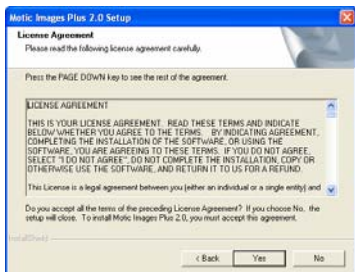 Motic Images Plus 2.0 Setup
License Agreement
Please read the following license agreement carefully.
Press the PAGE DOWN key to see the rest of the agreement.
LICENSE AGREEMENT
THIS IS YOUR LICENSE AGREEMENT. READ THESE TERMS AND INDICATE
BELOW WHETHER YOU AGREE TO THE TERMS. BY INDICATING AGREEMENT,
COMPLETING THE INSTALLATION OF THE SOFTWARE, OR USING THE
SOFTWARE, YOU ARE AGREEING TO THESE TERMS. IF YOU DO NOT AGREE,
SELECT "I DO NOT AGREE", DO NOT COMPLETE THE INSTALLATION, COPY OR
OTHERWISE USE THE SOFTWARE, AND RETURN IT TO US FOR A REFUND.
This License is a legal agreement between you (either an individual or a single entity) and
Do you accept all the terms of the preceding License Agreement? If you choose No, the
setup will close. To install Motic Images Plus 2.0, you must accept this agreement.
InstallShield
< Back Yes No